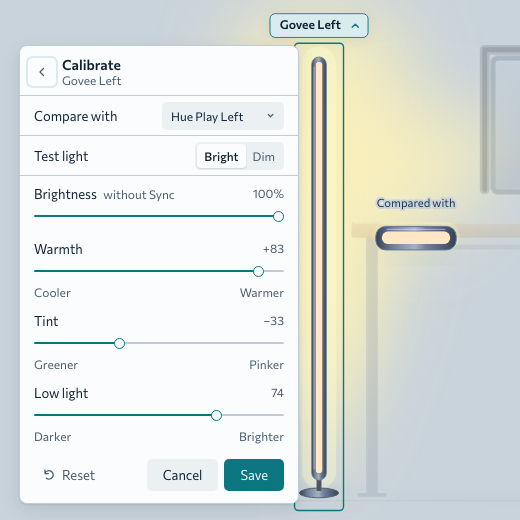 Govee Left
Calibrate
Govee Left
Compare with
Hue Play Left
Test light
Bright
Dim
Brightness without Sync
100%
Warmth
+83
Cooler
Warmer
Tint
−33
Greener
Pinker
Low light
74
Darker
Brighter
Reset
Cancel
Save
Compared with